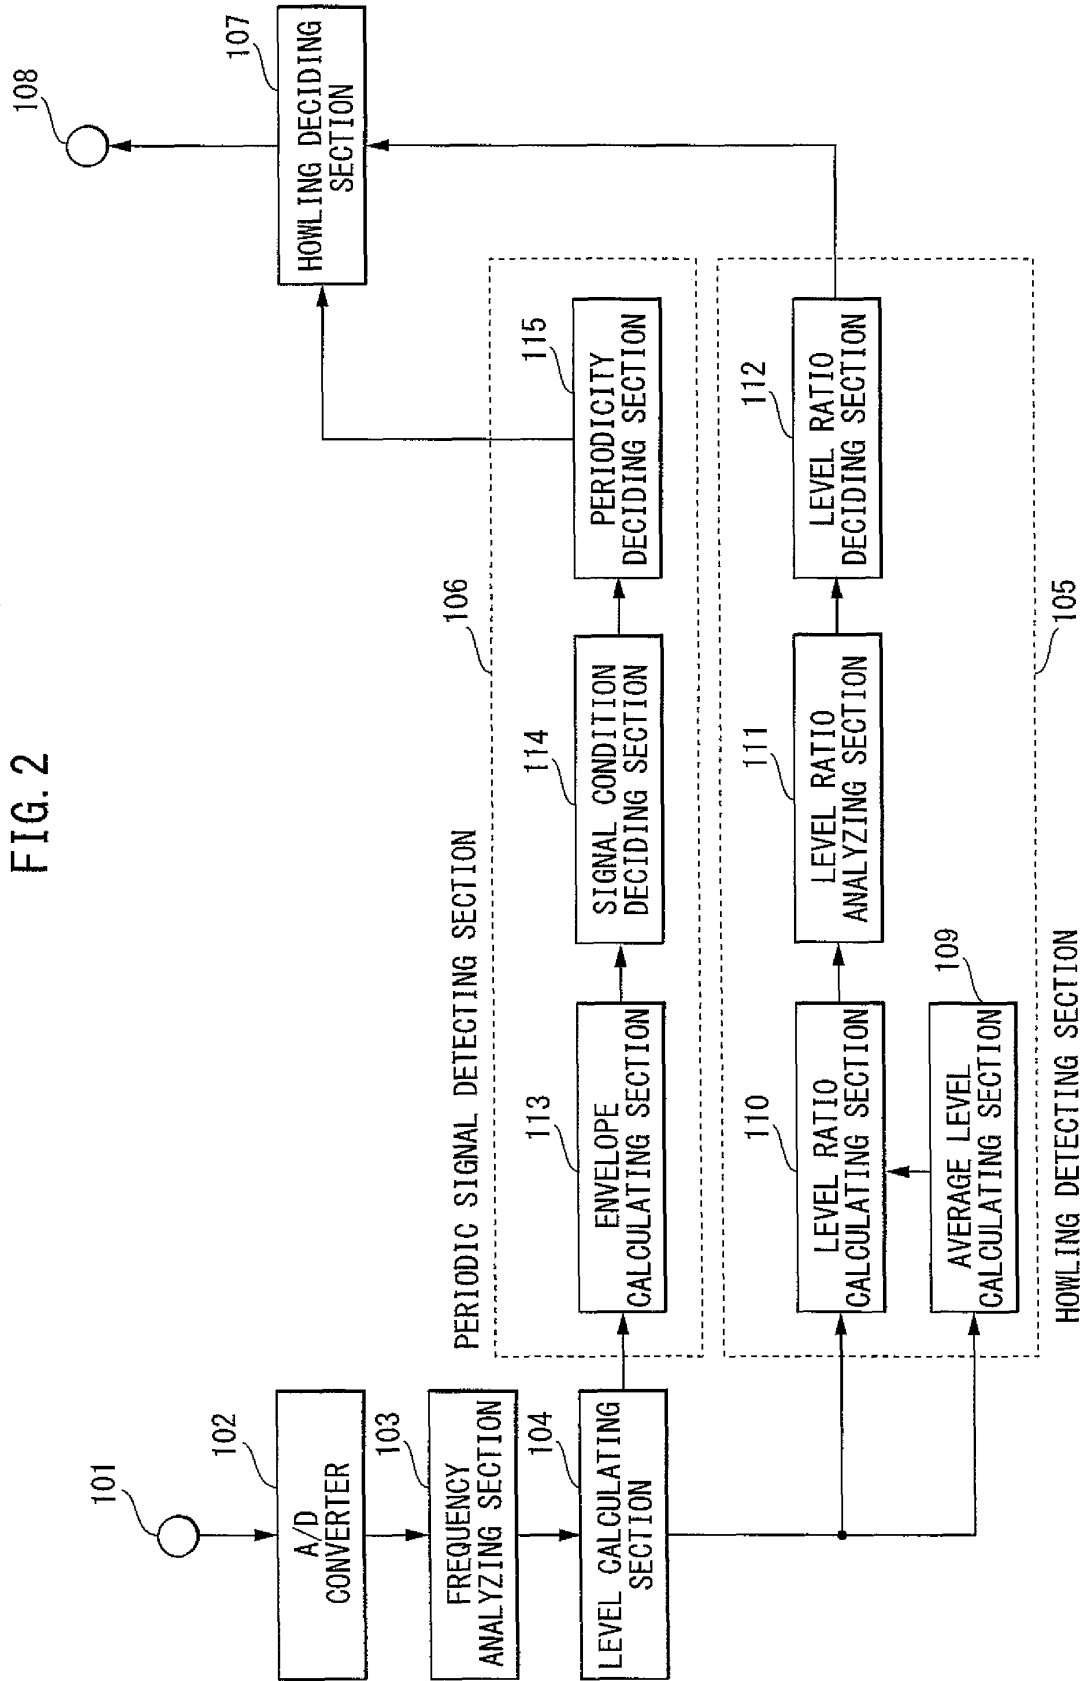 FIG. 2
101
102
A/D
CONVERTER
103
FREQUENCY
ANALYZING SECTION
104
LEVEL CALCULATING
SECTION
PERIODIC SIGNAL DETECTING SECTION
106
113
ENVELOPE
CALCULATING SECTION
114
SIGNAL CONDITION
DECIDING SECTION
115
PERIODICITY
DECIDING SECTION
107
HOWLING DECIDING
SECTION
108
110
LEVEL RATIO
CALCULATING SECTION
111
LEVEL RATIO
ANALYZING SECTION
112
LEVEL RATIO
DECIDING SECTION
109
AVERAGE LEVEL
CALCULATING SECTION
105
HOWLING DETECTING SECTION